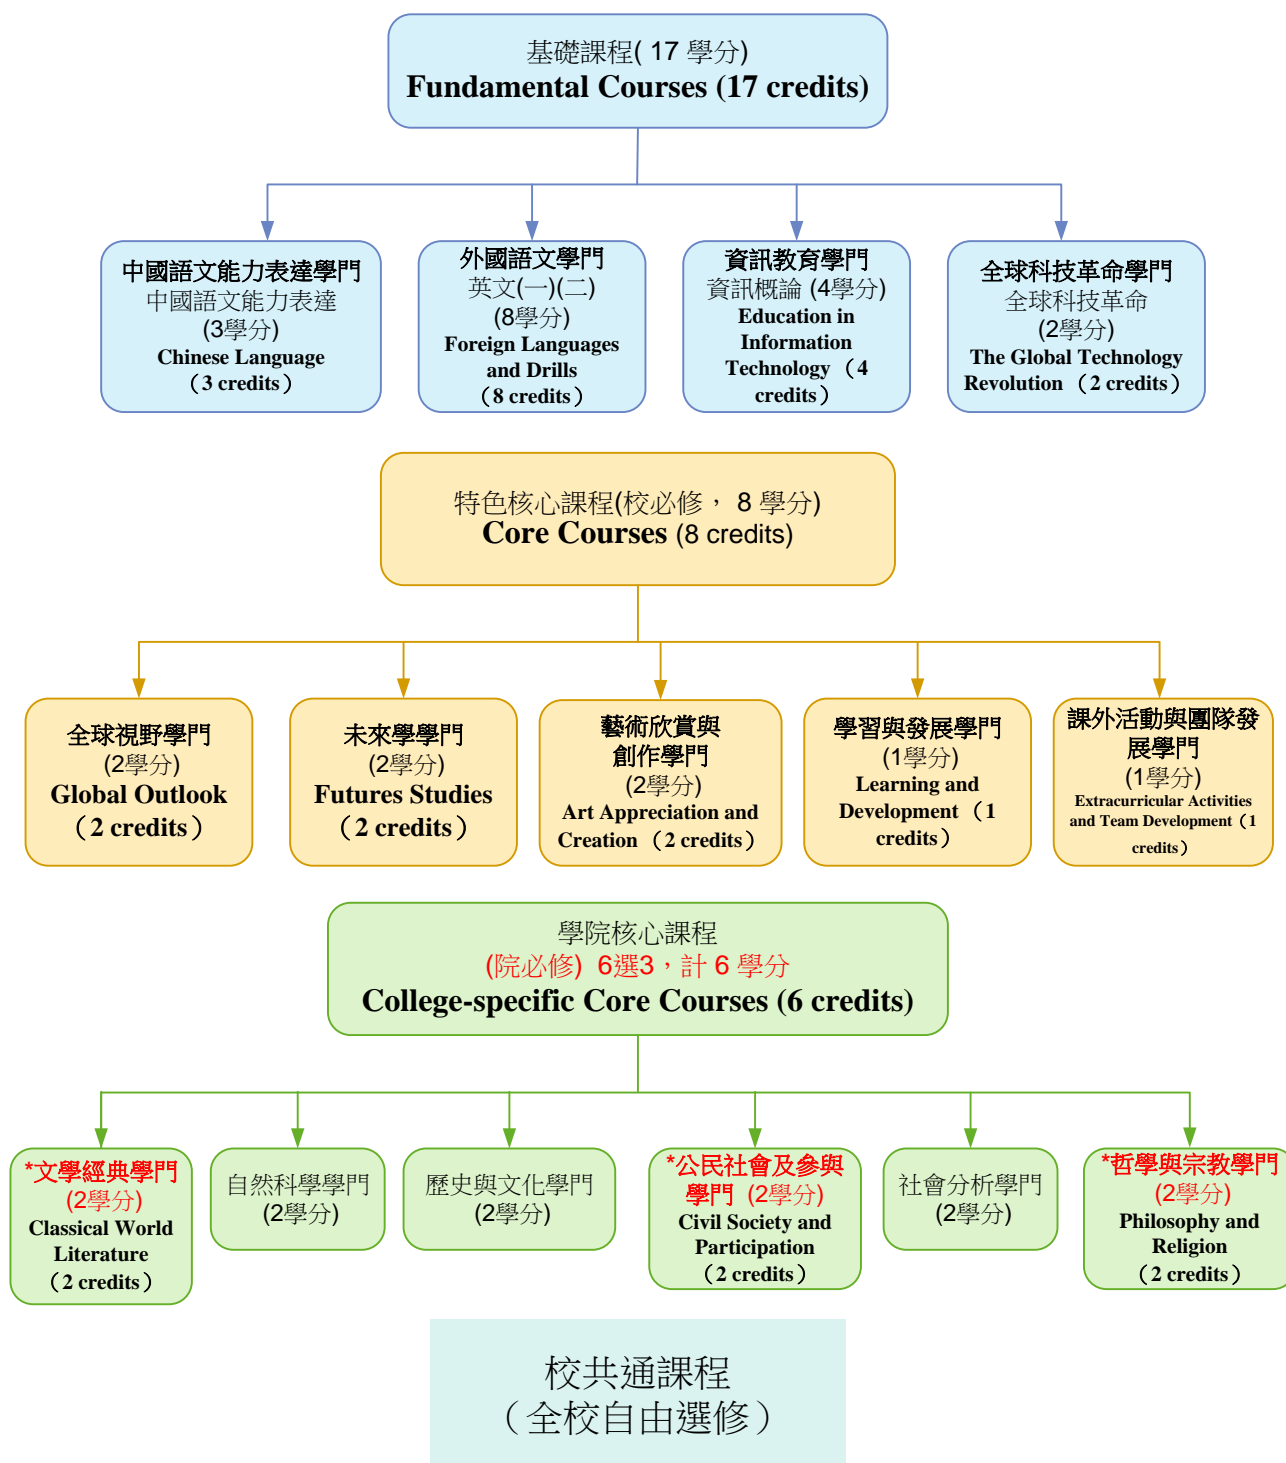 基礎課程( 17 學分)
Fundamental Courses (17 credits)
中國語文能力表達學門
中國語文能力表達
(3學分)
Chinese Language
（3 credits）
外國語文學門
英文(一)(二)
(8學分)
Foreign Languages
and Drills
（8 credits）
資訊教育學門
資訊概論 (4學分)
Education in
Information
Technology （4
credits）
全球科技革命學門
全球科技革命
(2學分)
The Global Technology
Revolution （2 credits）
特色核心課程(校必修， 8 學分)
Core Courses (8 credits)
全球視野學門
(2學分)
Global Outlook
（2 credits）
未來學學門
(2學分)
Futures Studies
（2 credits）
藝術欣賞與
創作學門
(2學分)
Art Appreciation and
Creation （2 credits）
學習與發展學門
(1學分)
Learning and
Development （1
credits）
課外活動與團隊發
展學門
(1學分)
Extracurricular Activities
and Team Development（1
credits）
學院核心課程
(院必修) 6選3，計 6 學分
College-specific Core Courses (6 credits)
*文學經典學門
(2學分)
Classical World
Literature
（2 credits）
自然科學學門
(2學分)
歷史與文化學門
(2學分)
*公民社會及參與
學門 (2學分)
Civil Society and
Participation
（2 credits）
社會分析學門
(2學分)
*哲學與宗教學門
(2學分)
Philosophy and
Religion
（2 credits）
校共通課程
（全校自由選修）